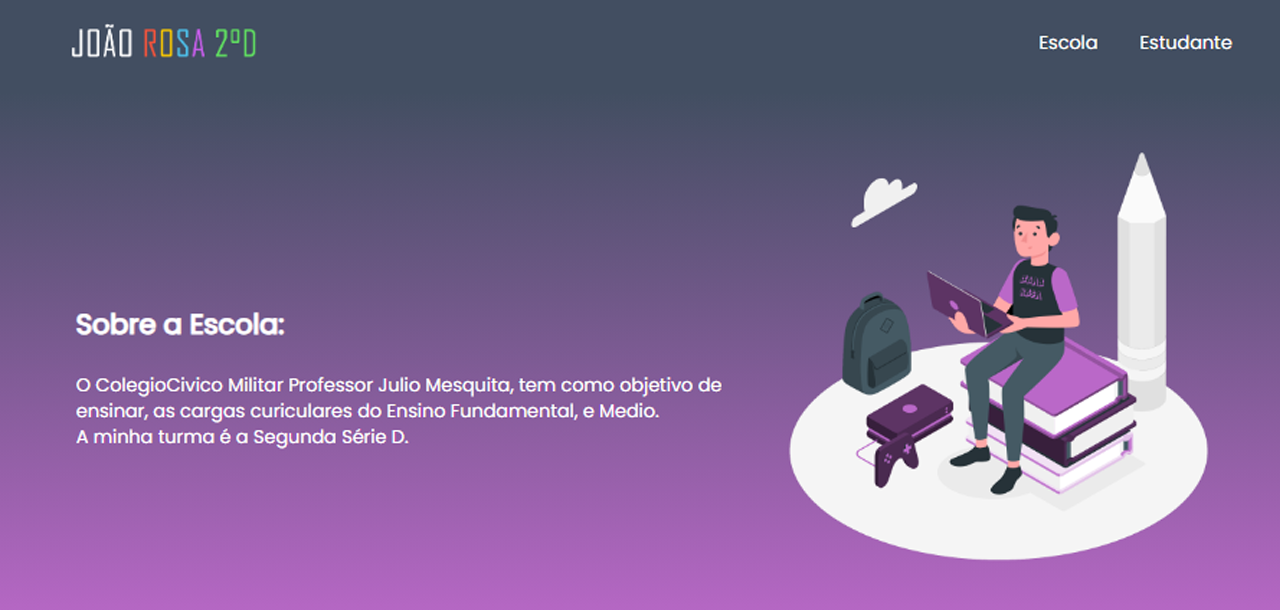 JOÃO ROSA 2ºD
Escola
Estudante
Sobre a Escola:
O ColegioCivico Militar Professor Julio Mesquita, tem como objetivo de
ensinar, as cargas curiculares do Ensino Fundamental, e Medio.
A minha turma é a Segunda Série D.